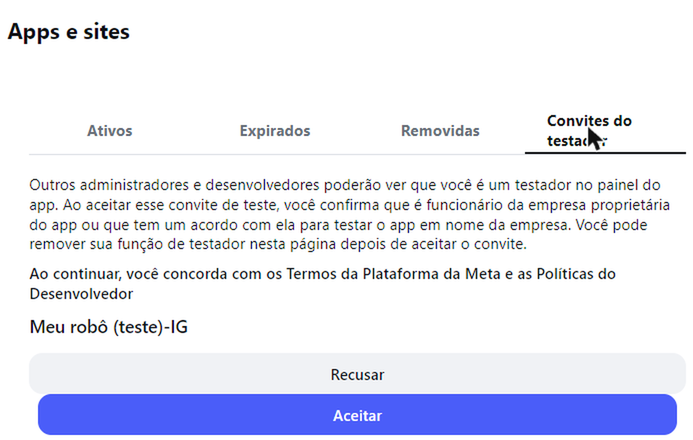 Apps e sites
Ativos
Expirados
Removidas
Convites do
Outros administradores e desenvolvedores poderão ver que você é um testador no painel do
app. Ao aceitar esse convite de teste, você confirma que é funcionário da empresa proprietária
do app ou que tem um acordo com ela para testar o app em nome da empresa. Você pode
remover sua função de testador nesta página depois de aceitar o convite.
Ao continuar, você concorda com os Termos da Plataforma da Meta e as Políticas do
Desenvolvedor
Meu robô (teste)-IG
Recusar
Aceitar